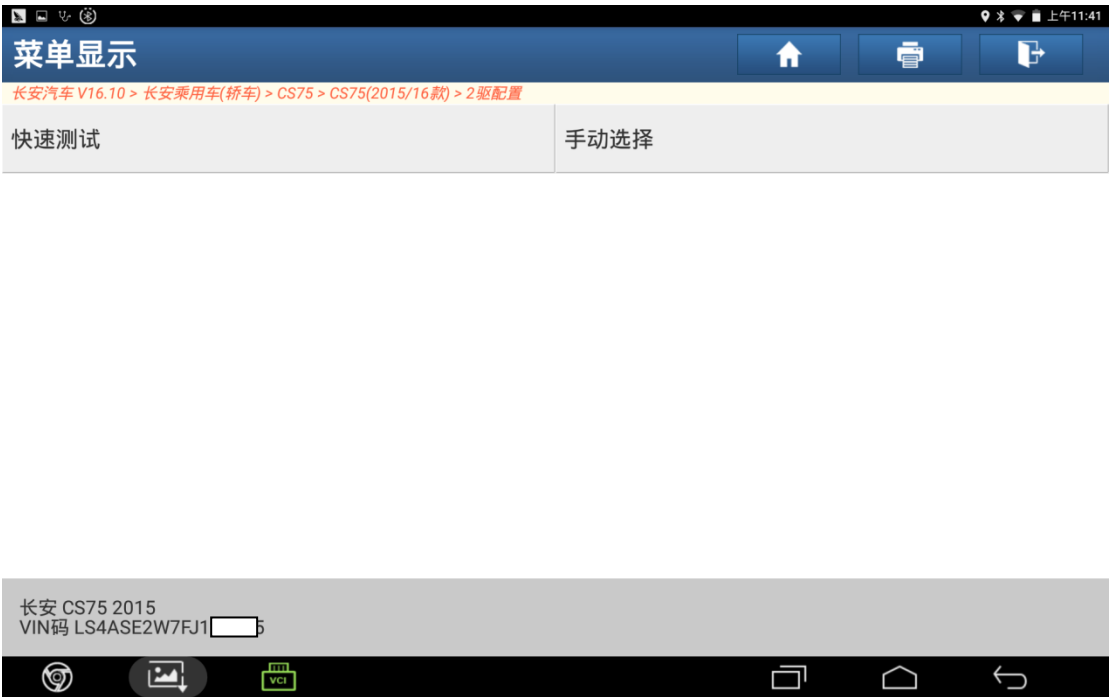 上午11:41
菜单显示
长安汽车 V16.10 > 长安乘用车(轿车) > CS75 > CS75(2015/16款) > 2驱配置
快速测试 手动选择
长安 CS75 2015
VIN码 LS4ASE2W7FJ1
VCI